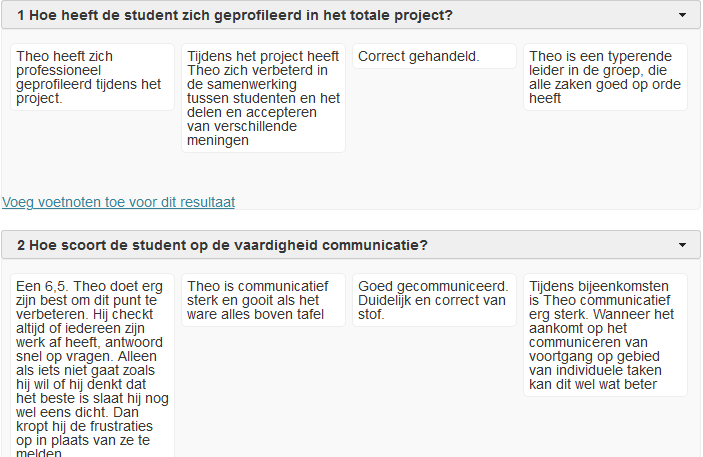 1 Hoe heeft de student zich geprofileerd in het totale project?
Theo heeft zich
professioneel
geprofileerd tijdens het
project.
Tijdens het project heeft
Theo zich verbeterd in
de samenwerking
tussen studenten en het
delen en accepteren
van verschillende
meningen
Correct gehandeld.
Theo is een typerende
leider in de groep, die
alle zaken goed op orde
heeft
Voeg voetnoten toe voor dit resultaat
2 Hoe scoort de student op de vaardigheid communicatie?
Een 6,5. Theo doet erg
zijn best om dit punt te
verbeteren. Hij checkt
altijd of iedereen zijn
werk af heeft, antwoord
snel op vragen. Alleen
als iets niet gaat zoals
hij wil of hij denkt dat
het beste is slaat hij nog
wel eens dicht. Dan
kropt hij de frustraties
op in plaats van ze te
melden
Theo is communicatief
sterk en gooit als het
ware alles boven tafel
Goed gecommuniceerd.
Duidelijk en correct van
stof.
Tijdens bijeenkomsten
is Theo communicatief
erg sterk. Wanneer het
aankomt op het
communiceren van
voortgang op gebied
van individuele taken
kan dit wel wat beter